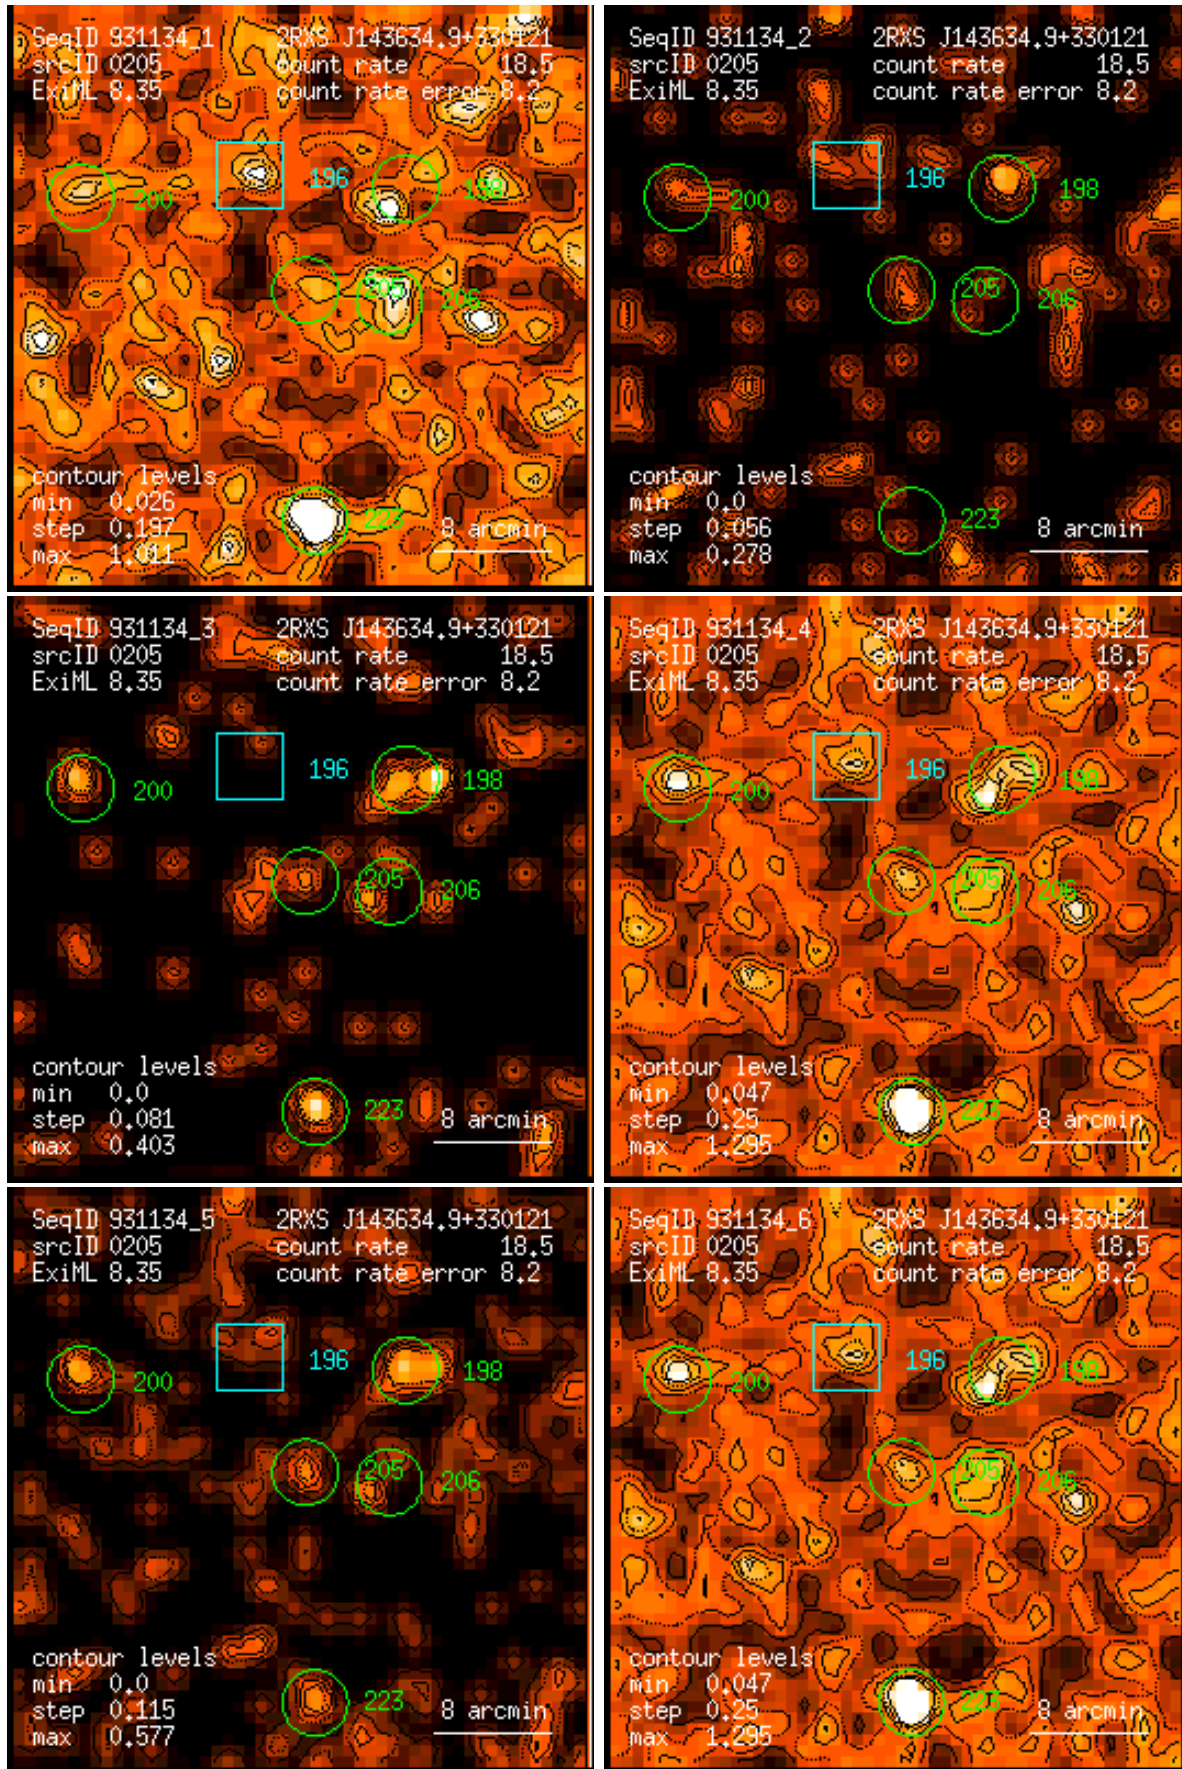 SeqID 931134_1 2RXS J143634.9+330121
srcID 0205 count rate 18.5
ExiML 8.35 count rate error 8.2
196
200
198
205
206
contour levels
min 0.026
step 0.197
max 1.011
223
8 arcmin
SeqID 931134_2 2RXS J143634.9+330121
srcID 0205 count rate 18.5
ExiML 8.35 count rate error 8.2
196
200
198
205
206
contour levels
min 0.0
step 0.056
max 0.278
223
8 arcmin
SeqID 931134_3 2RXS J143634.9+330121
srcID 0205 count rate 18.5
ExiML 8.35 count rate error 8.2
196
200
198
205
206
contour levels
min 0.0
step 0.081
max 0.403
223
8 arcmin
SeqID 931134_4 2RXS J143634.9+330121
srcID 0205 count rate 18.5
ExiML 8.35 count rate error 8.2
196
200
198
205
206
contour levels
min 0.047
step 0.25
max 1.295
223
8 arcmin
SeqID 931134_5 2RXS J143634.9+330121
srcID 0205 count rate 18.5
ExiML 8.35 count rate error 8.2
196
200
198
205
206
contour levels
min 0.0
step 0.115
max 0.577
223
8 arcmin
SeqID 931134_6 2RXS J143634.9+330121
srcID 0205 count rate 18.5
ExiML 8.35 count rate error 8.2
196
200
198
205
206
contour levels
min 0.047
step 0.25
max 1.295
223
8 arcmin